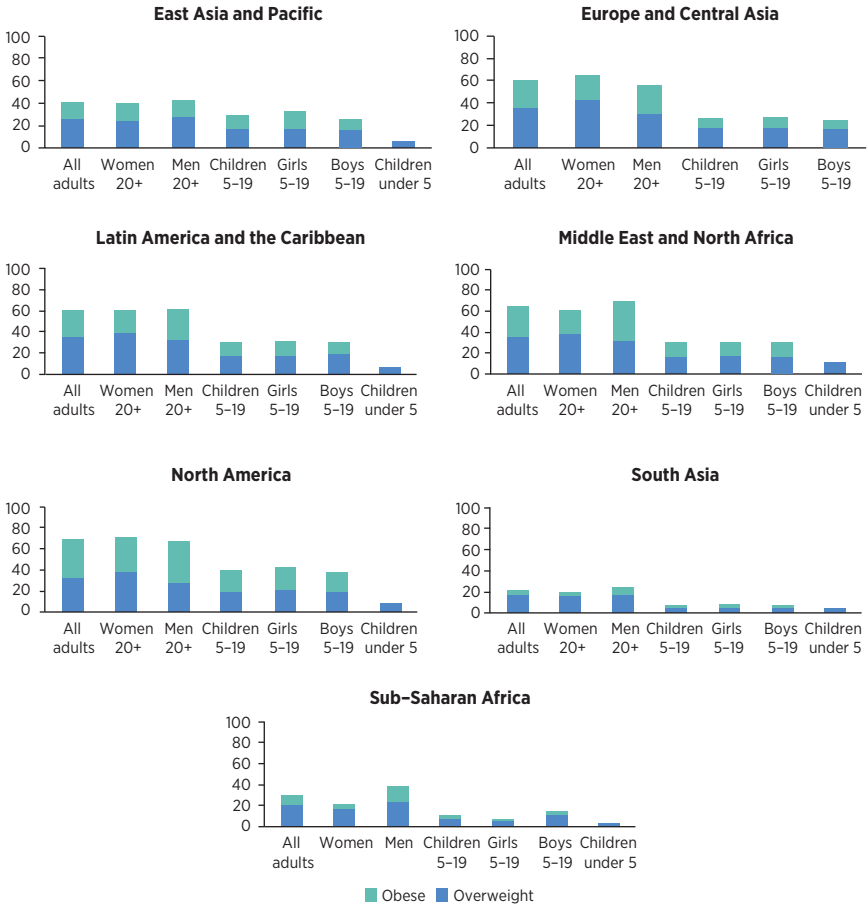 East Asia and Pacific
100
80
60
40
20
0
All adults
Women 20+
Men 20+
Children 5–19
Girls 5–19
Boys 5–19
Children under 5
Europe and Central Asia
100
80
60
40
20
0
All adults
Women 20+
Men 20+
Children 5–19
Girls 5–19
Boys 5–19
Latin America and the Caribbean
100
80
60
40
20
0
All adults
Women 20+
Men 20+
Children 5–19
Girls 5–19
Boys 5–19
Children under 5
Middle East and North Africa
100
80
60
40
20
0
All adults
Women 20+
Men 20+
Children 5–19
Girls 5–19
Boys 5–19
Children under 5
North America
100
80
60
40
20
0
All adults
Women 20+
Men 20+
Children 5–19
Girls 5–19
Boys 5–19
Children under 5
South Asia
100
80
60
40
20
0
All adults
Women 20+
Men 20+
Children 5–19
Girls 5–19
Boys 5–19
Children under 5
Sub–Saharan Africa
100
80
60
40
20
0
All adults
Women
Men
Children 5–19
Girls 5–19
Boys 5–19
Children under 5
Obese Overweight